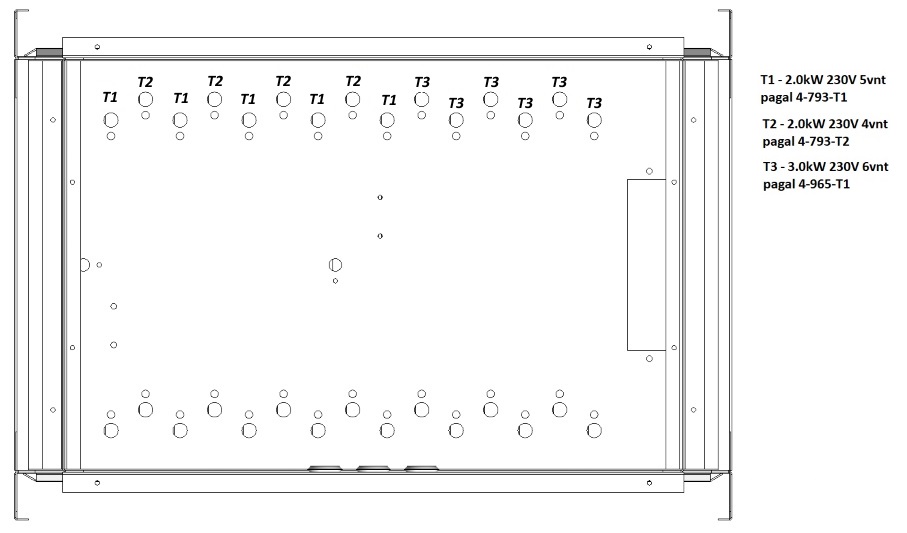 T2 T2 T2 T2 T3 T3 T3
T1 T1 T1 T1 T1 T3 T3 T3
T1 - 2.0kW 230V 5vnt
pagal 4-793-T1
T2 - 2.0kW 230V 4vnt
pagal 4-793-T2
T3 - 3.0kW 230V 6vnt
pagal 4-965-T1